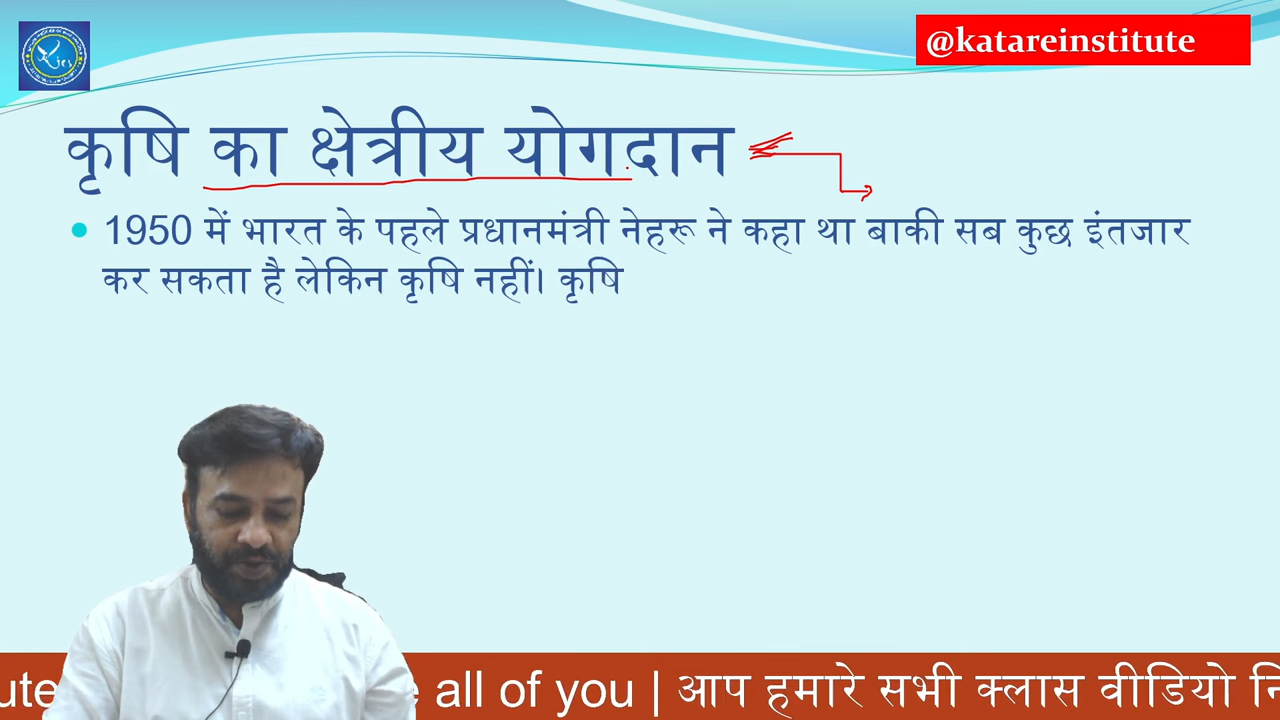 @katareinstitute
कृषि का क्षेत्रीय योगदान
1950 में भारत के पहले प्रधानमंत्री नेहरू ने कहा था बाकी सब कुछ इंतजार
कर सकता है लेकिन कृषि नहीं। कृषि
all of you | आप हमारे सभी क्लास वीडियो